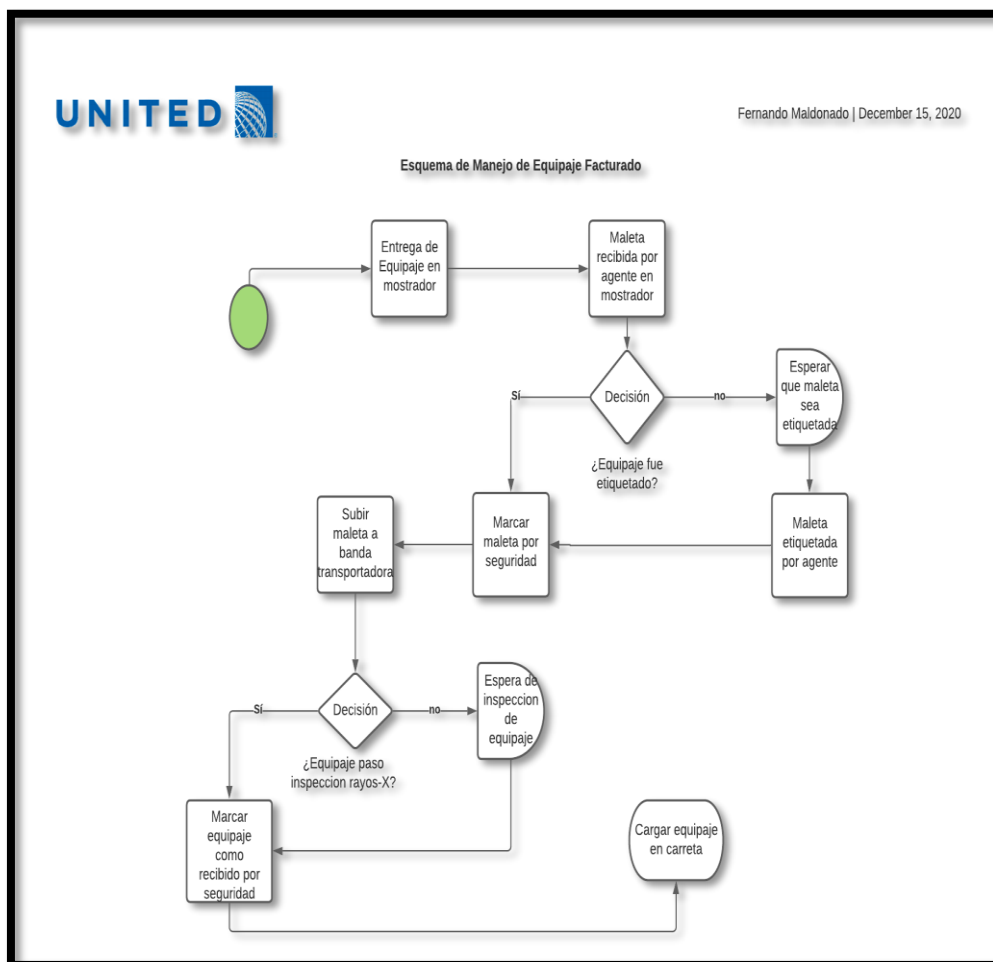 UNITED
Fernando Maldonado | December 15, 2020
Esquema de Manejo de Equipaje Facturado
Entrega de
Equipaje en
mostrador
Maleta
recibida por
agente en
mostrador
Decisión
Sí
no
¿Equipaje fue
etiquetado?
Esperar
que maleta
sea
etiquetada
Maleta
etiquetada
por agente
Marcar
maleta por
seguridad
Subir
maleta a
banda
transportadora
Decisión
Sí
no
¿Equipaje paso
inspeccion rayos-X?
Espera de
inspeccion
de
equipaje
Marcar
equipaje
como
recibido por
seguridad
Cargar equipaje
en carreta